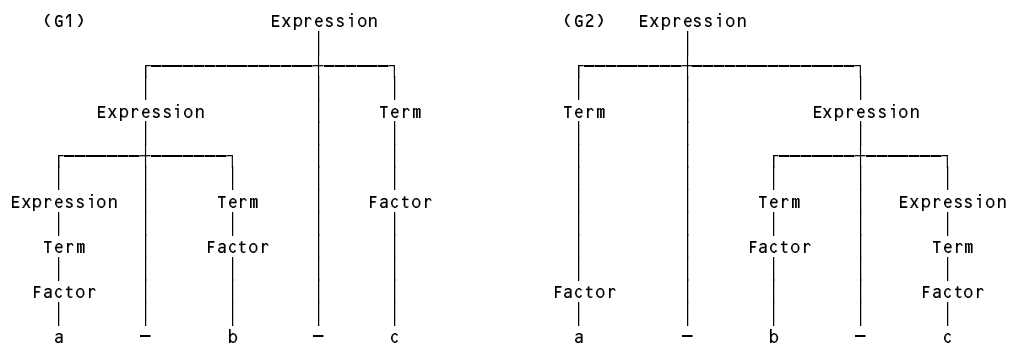 (G1) Expression (G2) Expression
Expression Term Term Expression
Expression Term Factor Term Expression
Term Factor Factor Term
Factor Factor Factor
a – b – c a – b – c